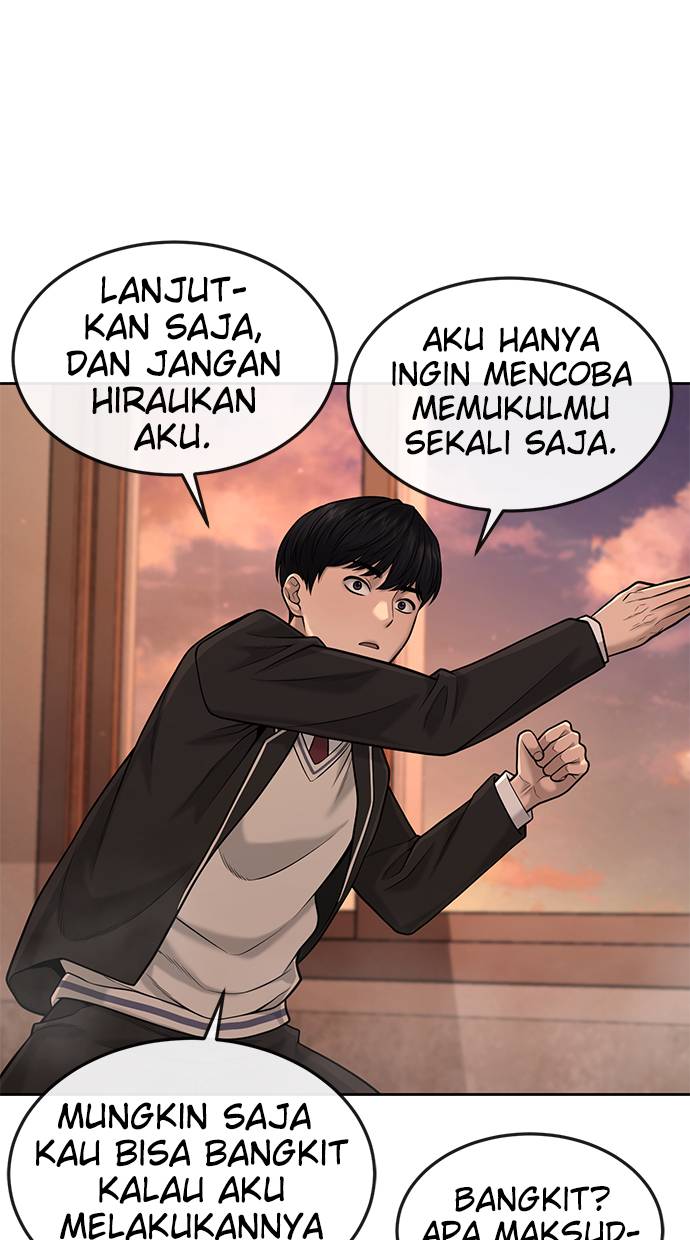 LANJUT-
KAN SAJA,
DAN JANGAN
HIRAUKAN
AKU.
AKU HANYA
INGIN MENCOBA
MEMUKULMU
SEKALI SAJA.
MUNGKIN SAJA
KAU BISA BANGKIT
KALAU AKU
MELAKUKANNYA
BANGKIT?
APA MAKSUD-